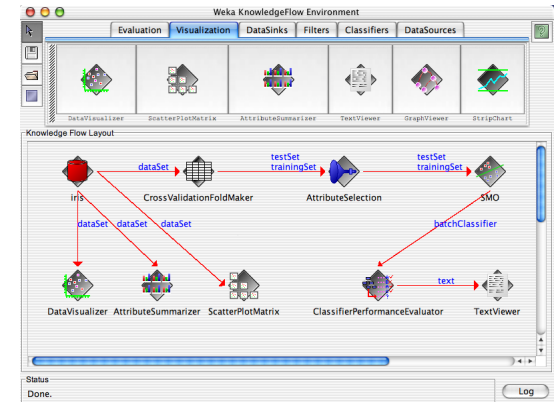 Weka KnowledgeFlow Environment
Evaluation Visualization DataSinks Filters Classifiers DataSources
DataVisualizer ScatterPlotMatrix AttributeSummarizer TextViewer GraphViewer StripChart
Knowledge Flow Layout
testSet testSet
dataSet trainingSet trainingSet
iris CrossValidationFoldMaker AttributeSelection SMO
dataSet dataSet dataSet batchClassifier
text
DataVisualizer AttributeSummarizer ScatterPlotMatrix ClassifierPerformanceEvaluator TextViewer
Status
Done.
Log